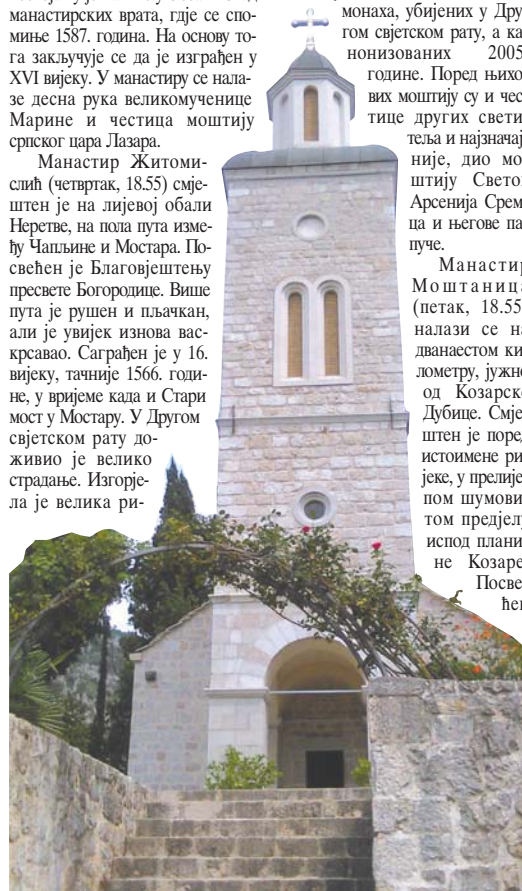 манастирских врата, гдје се спо-
миње 1587. година. На основу то-
га закључује се да је изграђен у
XVI вијеку. У манастиру се нала-
зе десна рука великомученице
Марине и честица моштију
српског цара Лазара.
Манастир Житоми-
слић (четвртак, 18.55) смје-
штен је на лијевој обали
Неретве, на пола пута изме-
ђу Чапљине и Мостара. По-
свећен је Благовјештењу
пресвете Богородице. Више
пута је рушен и пљачкан,
али је увијек изнова вас-
крсавао. Саграђен је у 16.
вијеку, тачније 1566. годи-
не, у вријеме када и Стари
мост у Мостару. У Другом
свјетском рату до-
живио је велико
страдање. Изгорје-
ла је велика ри-
монаха, убијених у Дру
гом свјетском рату, а ка
нонизованих 2005
године. Поред њихо
вих моштију су и чес
тице других свети
теља и најзначај
није, дио мо
штију Светог
Арсенија Срем
ца и његове па
пуче.
Манастир
Моштаница
(петак, 18.55)
налази се на
дванаестом ки
лометру, јужно
од Козарске
Дубице. Смје
штен је поред
истоимене ри
јеке, у прелије
пом шумови
том предјелу
испод плани
не Козаре.
Посве
ћен